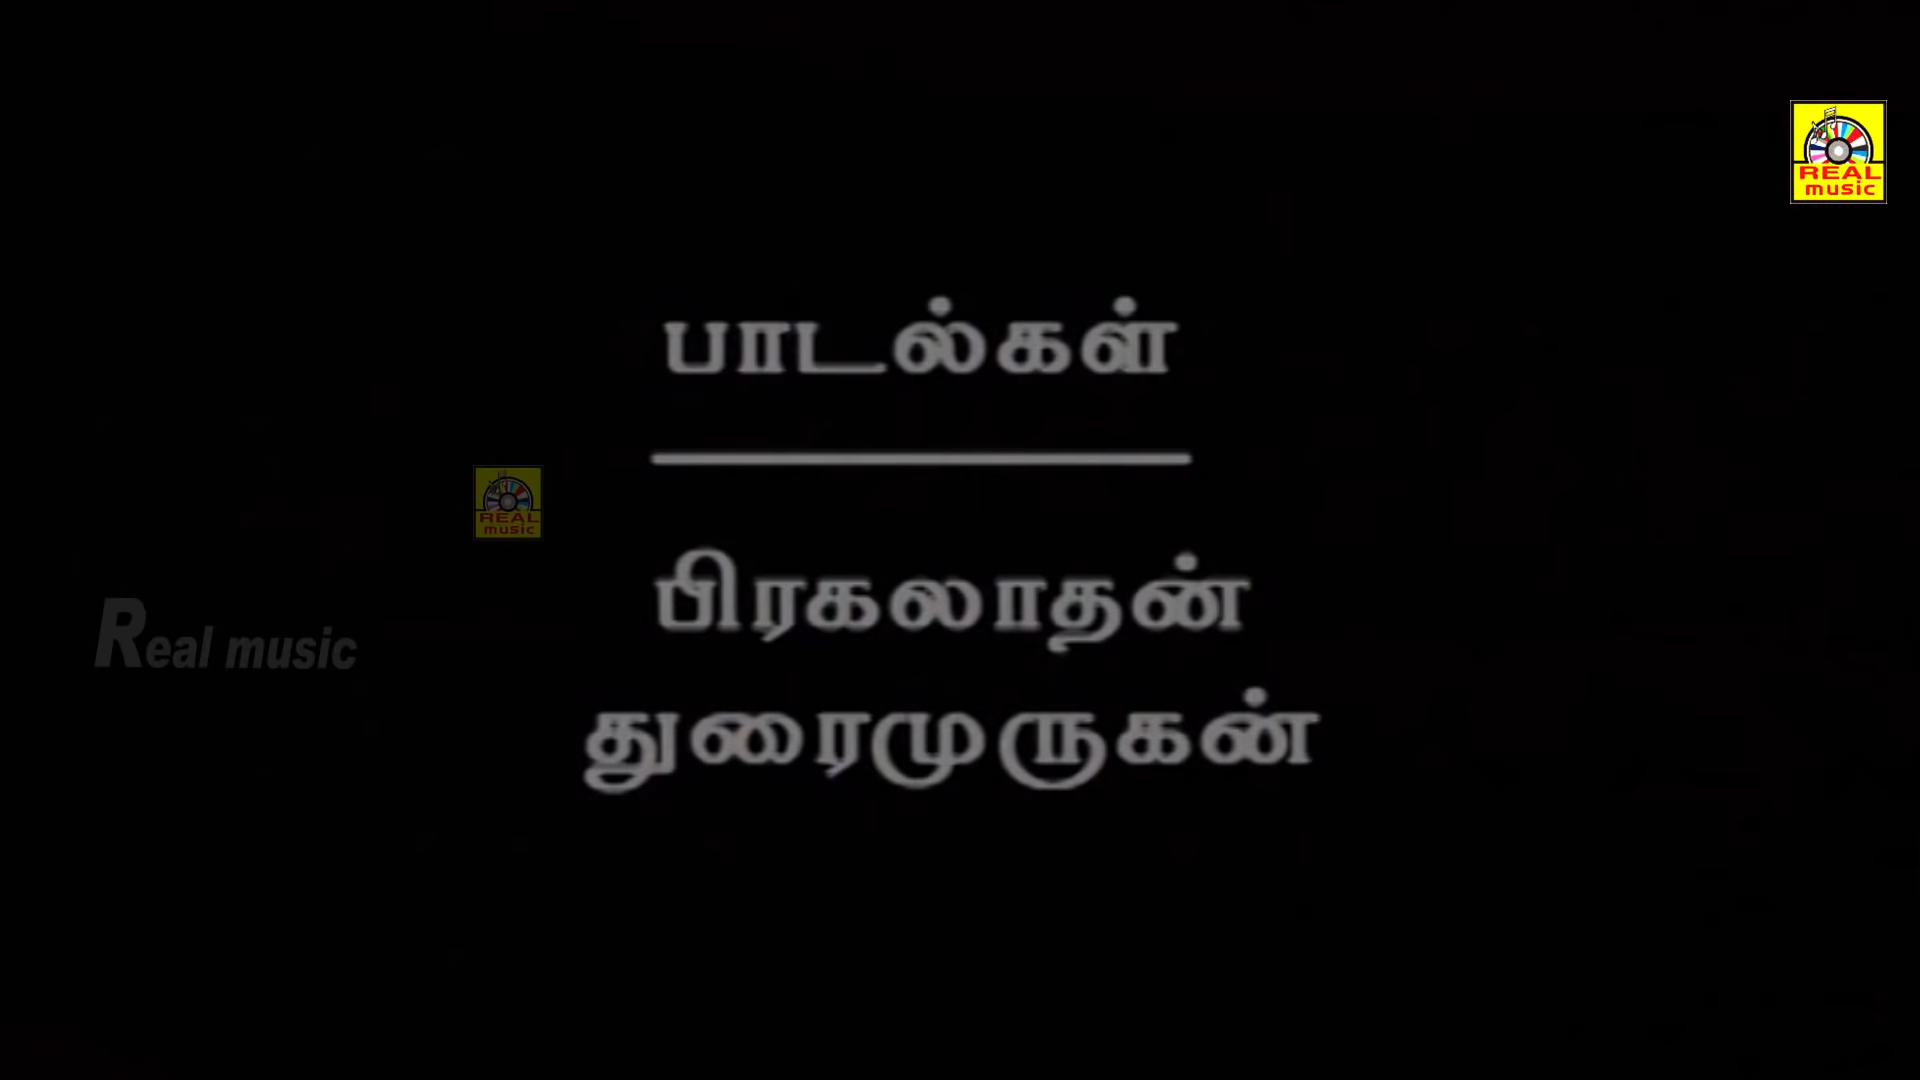 REAL
music
பாடல்கள்
REAL
music
பிரகலாதன்
Real music
துரைமுருகன்